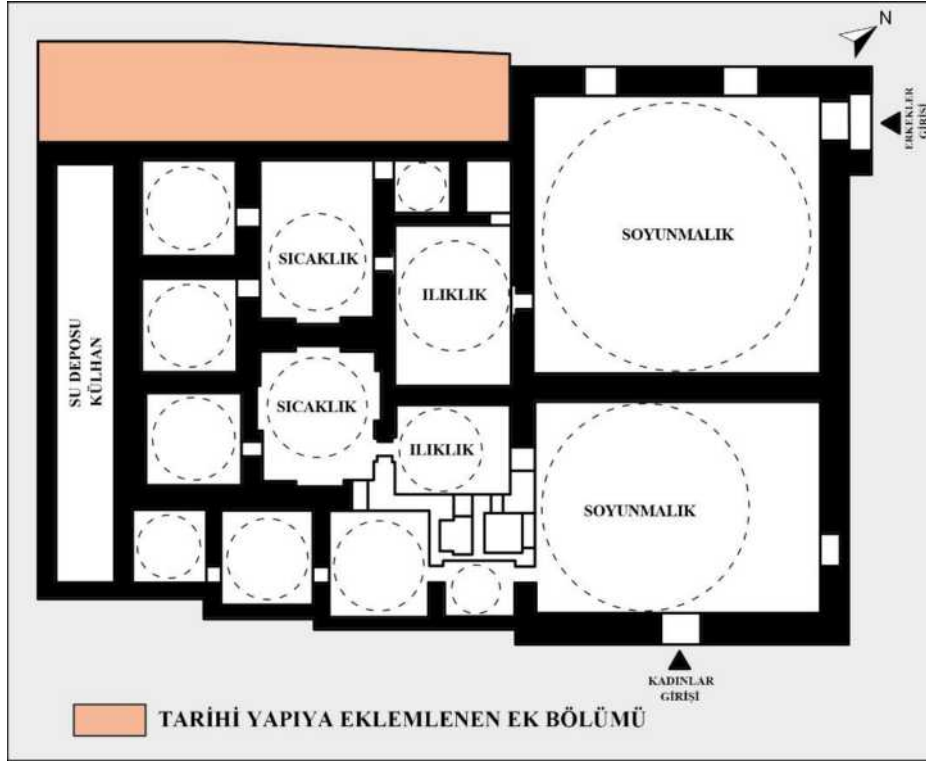 N
ERKEKLER
GİRİŞİ
SOYUNMALIK
SICAKLIK
ILIKLIK
SU DEPOSU
KÜLHAN
SICAKLIK
ILIKLIK
SOYUNMALIK
KADINLAR
GİRİŞİ
TARİHİ YAPIYA EKLEMLENEN EK BÖLÜMÜ